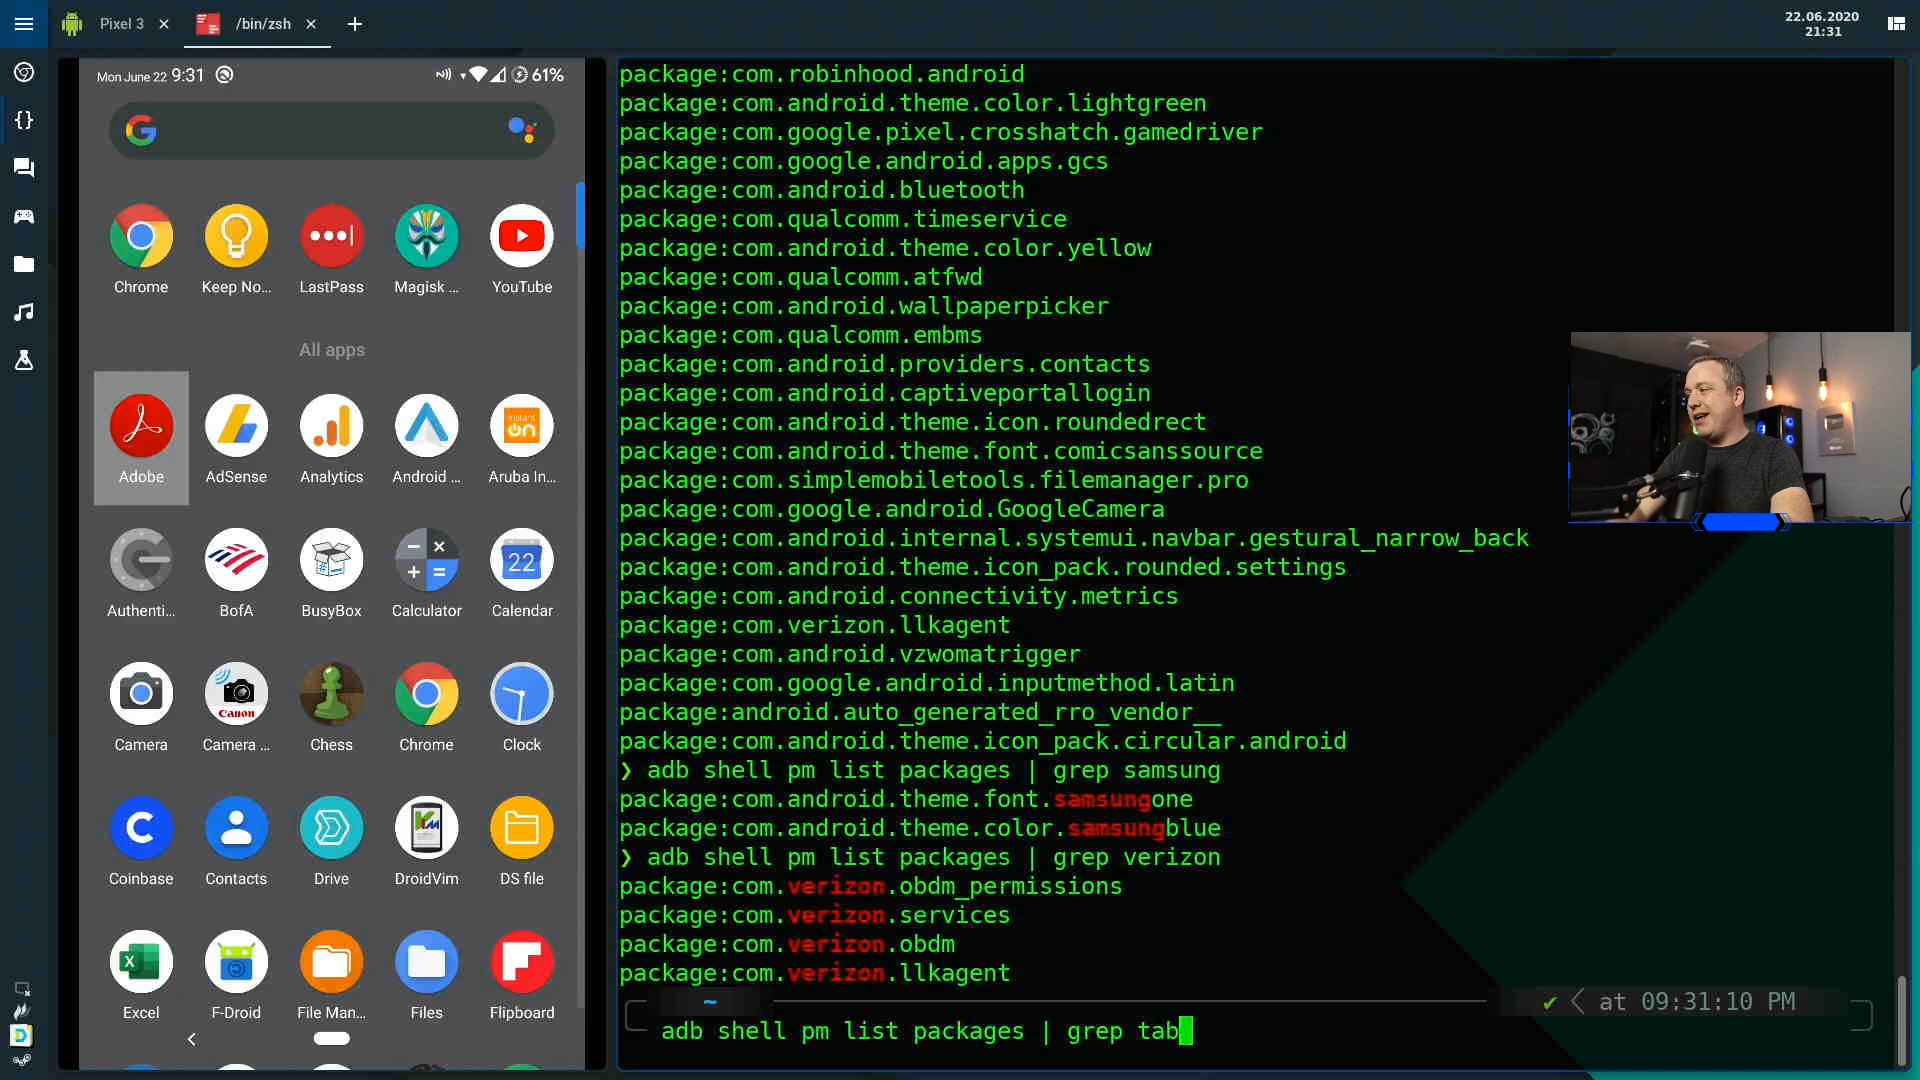 Pixel 3
/bin/zsh
22.06.2020
21:31
Mon June 22 9:31
61%
Chrome
Keep No...
LastPass
Magisk ...
YouTube
All apps
Adobe
AdSense
Analytics
Android ...
instant
on
Aruba In...
Authenti...
BofA
BusyBox
Calculator
22
Calendar
Camera
Canon
Camera ...
Chess
Chrome
Clock
Coinbase
Contacts
Drive
DroidVim
DS file
Excel
F-Droid
File Man...
Files
Flipboard
package:com.robinhood.android
package:com.android.theme.color.lightgreen
package:com.google.pixel.crosshatch.gamedriver
package:com.google.android.apps.gcs
package:com.android.bluetooth
package:com.qualcomm.timeservice
package:com.android.theme.color.yellow
package:com.qualcomm.atfwd
package:com.android.wallpaperpicker
package:com.qualcomm.embms
package:com.android.providers.contacts
package:com.android.captiveportallogin
package:com.android.theme.icon.roundedrect
package:com.android.theme.font.comicsanssource
package:com.simplemobiletools.filemanager.pro
package:com.google.android.GoogleCamera
package:com.android.internal.systemui.navbar.gestural_narrow_back
package:com.android.theme.icon_pack.rounded.settings
package:com.android.connectivity.metrics
package:com.verizon.llkagent
package:com.android.vzwomatrigger
package:com.google.android.inputmethod.latin
package:android.auto_generated_rro_vendor__
package:com.android.theme.icon_pack.circular.android
❯ adb shell pm list packages | grep samsung
package:com.android.theme.font.samsungone
package:com.android.theme.color.samsungblue
❯ adb shell pm list packages | grep verizon
package:com.verizon.obdm_permissions
package:com.verizon.services
package:com.verizon.obdm
package:com.verizon.llkagent
~
✔ at 09:31:10 PM
adb shell pm list packages | grep tab